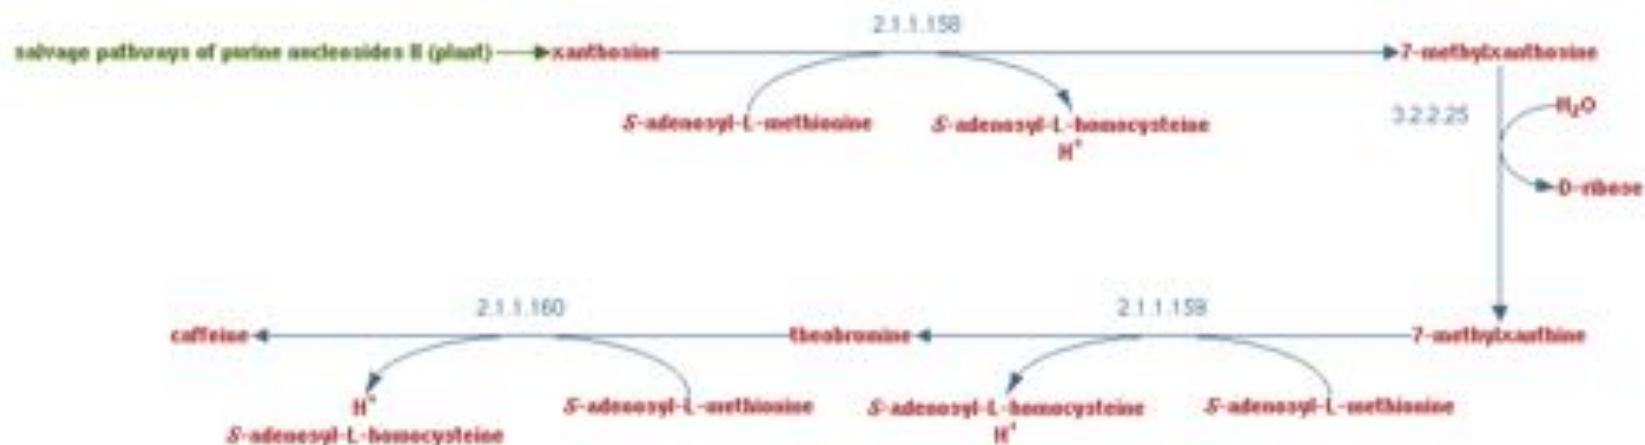 2.1.1.158
salvage pathways of purine nucleosides II (plant) xanthosine 7-methylxanthosine
H₂O
3.2.2.25
S-adenosyl-L-methionine S-adenosyl-L-homocysteine
H⁺
D-ribose
2.1.1.160 2.1.1.159
caffeine theobromine 7-methylxanthine
H⁺ S-adenosyl-L-methionine S-adenosyl-L-homocysteine S-adenosyl-L-methionine
S-adenosyl-L-homocysteine H⁺